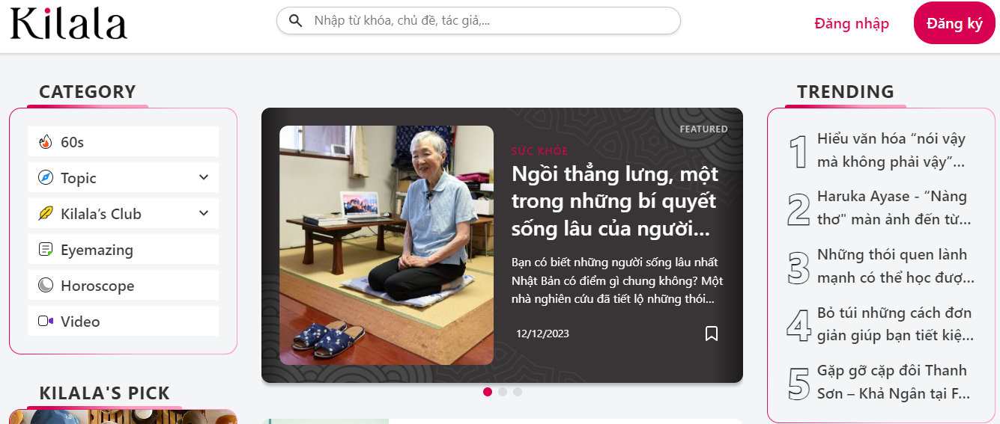 Kilala
Nhập từ khóa, chủ đề, tác giả,...
Đăng nhập
Đăng ký
CATEGORY
60s
Topic
Kilala’s Club
Eyemazing
Horoscope
Video
KILALA'S PICK
FEATURED
SỨC KHỎE
Ngồi thẳng lưng, một
trong những bí quyết
sống lâu của người...
Bạn có biết những người sống lâu nhất
Nhật Bản có điểm gì chung không? Một
nhà nghiên cứu đã tiết lộ những thói...
12/12/2023
TRENDING
1
Hiểu văn hóa “nói vậy
mà không phải vậy”...
2
Haruka Ayase - “Nàng
thơ" màn ảnh đến từ...
3
Những thói quen lành
mạnh có thể học đượ...
4
Bỏ túi những cách đơn
giản giúp bạn tiết kiệ...
5
Gặp gỡ cặp đôi Thanh
Sơn – Khả Ngân tại F...